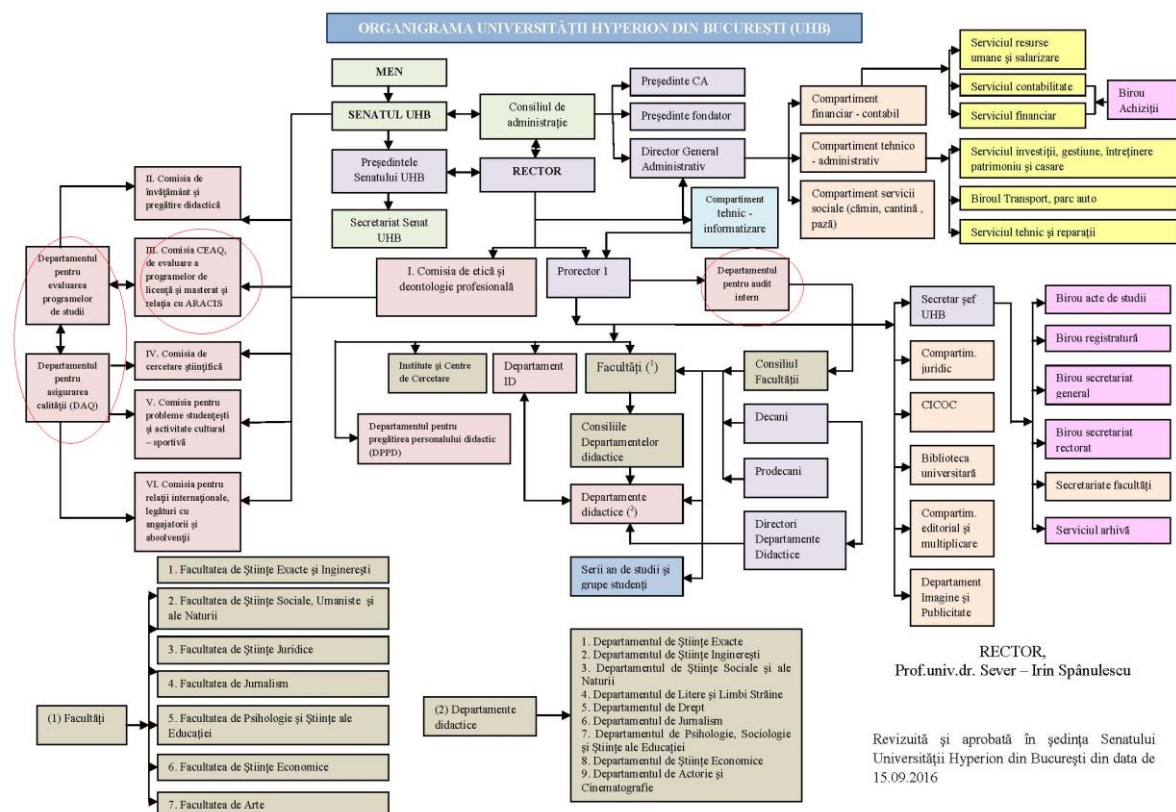 ORGANIGRAMA UNIVERSITĂȚII HYPERION DIN BUCUREȘTI (UHB)
MEN
SENATUL UHB
Președintele
Senatului UHB
Secretariat Senat
UHB
Consiliul de
administrație
RECTOR
Președinte CA
Președinte fondator
Director General
Administrativ
Compartiment
tehnic -
informatizare
Compartiment
financiar - contabil
Compartiment tehnico
- administrativ
Compartiment servicii
sociale (cămin, cantină ,
pază)
Serviciul resurse
umane și salarizare
Serviciul contabilitate
Serviciul financiar
Birou
Achiziții
Serviciul investiții, gestiune, întreținere
patrimoniu și casare
Biroul Transport, parc auto
Serviciul tehnic și reparații
II. Comisia de
învățământ și
pregătire didactică
Departamentul
pentru
evaluarea
programelor
de studii
III. Comisia CEAQ,
de evaluare a
programelor de
licență și masterat și
relația cu ARACIS
Departamentul
pentru
asigurarea
calității (DAQ)
IV. Comisia de
cercetare științifică
V. Comisia pentru
probleme studențești
și activitate cultural
– sportivă
VI. Comisia pentru
relații internaționale,
legături cu
angajatorii și
absolvenții
I. Comisia de etică și
deontologie profesională
Prorector 1
Departamentul
pentru audit
intern
Institute și Centre
de Cercetare
Departament
ID
Facultăți (1)
Consiliul
Facultății
Departamentul pentru
pregătirea personalului didactic
(DPPD)
Consiliile
Departamentelor
didactice
Decani
Prodecani
Departamente
didactice (2)
Directori
Departamente
Didactice
Serii an de studii și
grupe studenți
Secretar șef
UHB
Compartim.
juridic
CICOC
Biblioteca
universitară
Compartim.
editorial și
multiplicare
Departament
Imagine și
Publicitate
Birou acte de studii
Birou registratură
Birou secretariat
general
Birou secretariat
rectorat
Secretariate facultăți
Serviciul arhivă
(1) Facultăți
1. Facultatea de Științe Exacte și Inginerești
2. Facultatea de Științe Sociale, Umaniste și
ale Naturii
3. Facultatea de Științe Juridice
4. Facultatea de Jurnalism
5. Facultatea de Psihologie și Științe ale
Educației
6. Facultatea de Științe Economice
7. Facultatea de Arte
(2) Departamente
didactice
1. Departamentul de Științe Exacte
2. Departamentul de Științe Inginerești
3. Departamentul de Științe Sociale și ale
Naturii
4. Departamentul de Litere și Limbi Străine
5. Departamentul de Drept
6. Departamentul de Jurnalism
7. Departamentul de Psihologie, Sociologie
și Științe ale Educației
8. Departamentul de Științe Economice
9. Departamentul de Actorie și
Cinematografie
RECTOR,
Prof.univ.dr. Sever – Irin Spânulescu
Revizuită și aprobată în ședința Senatului
Universității Hyperion din București din data de
15.09.2016